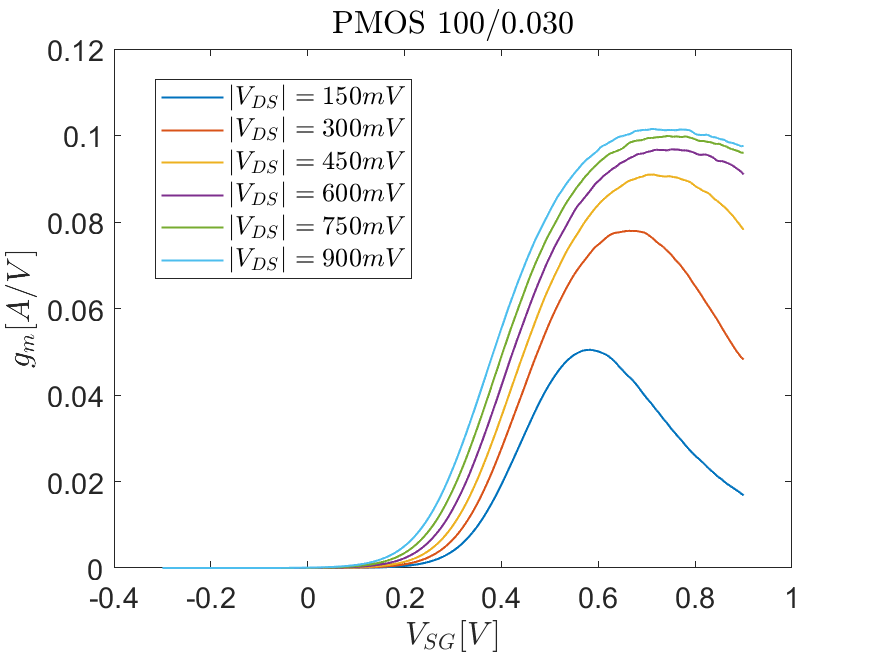 PMOS 100/0.030
0.12
0.1
0.08
0.06
0.04
0.02
0
g_m[A/V]
|V_DS| = 150mV
|V_DS| = 300mV
|V_DS| = 450mV
|V_DS| = 600mV
|V_DS| = 750mV
|V_DS| = 900mV
-0.4 -0.2 0 0.2 0.4 0.6 0.8 1
V_SG[V]